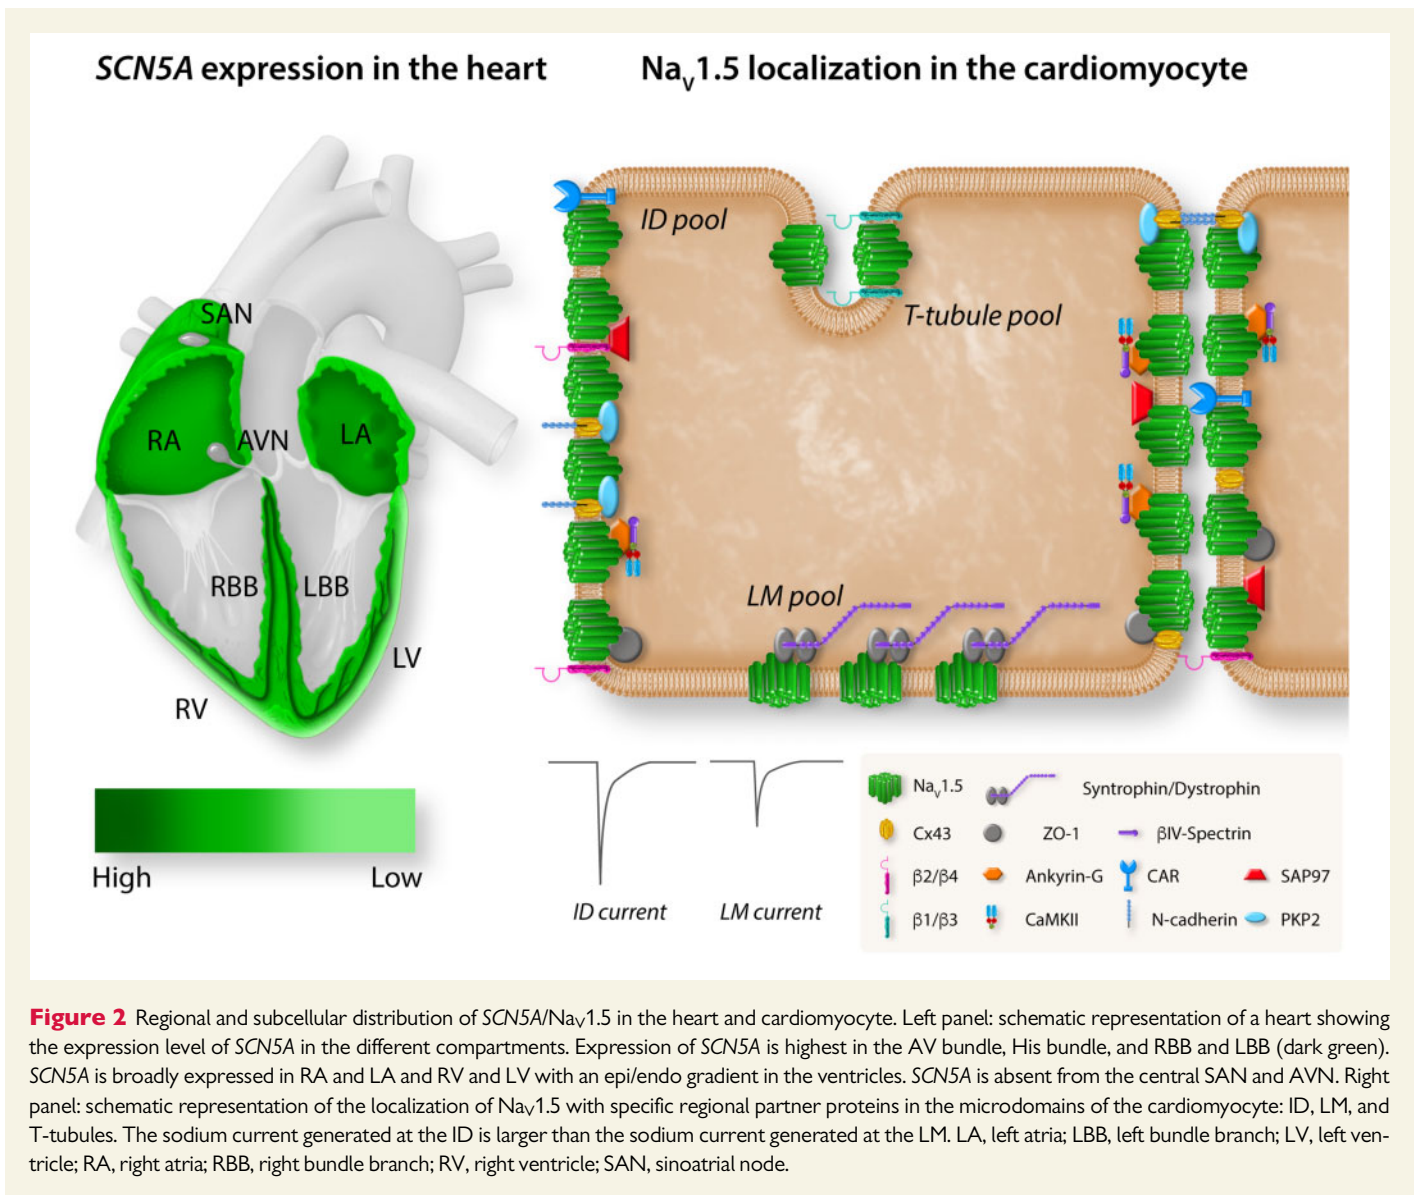 SCN5A expression in the heart
Nav1.5 localization in the cardiomyocyte
ID pool
T-tubule pool
SAN
RA
AVN
LA
RBB
LBB
LM pool
LV
RV
High
Low
ID current
LM current
Nav1.5
Syntrophin/Dystrophin
Cx43
ZO-1
βIV-Spectrin
β2/β4
Ankyrin-G
CAR
SAP97
β1/β3
CaMKII
N-cadherin
PKP2
Figure 2 Regional and subcellular distribution of SCN5A/NaV1.5 in the heart and cardiomyocyte. Left panel: schematic representation of a heart showing
the expression level of SCN5A in the different compartments. Expression of SCN5A is highest in the AV bundle, His bundle, and RBB and LBB (dark green).
SCN5A is broadly expressed in RA and LA and RV and LV with an epi/endo gradient in the ventricles. SCN5A is absent from the central SAN and AVN. Right
panel: schematic representation of the localization of NaV1.5 with specific regional partner proteins in the microdomains of the cardiomyocyte: ID, LM, and
T-tubules. The sodium current generated at the ID is larger than the sodium current generated at the LM. LA, left atria; LBB, left bundle branch; LV, left ven-
tricle; RA, right atria; RBB, right bundle branch; RV, right ventricle; SAN, sinoatrial node.